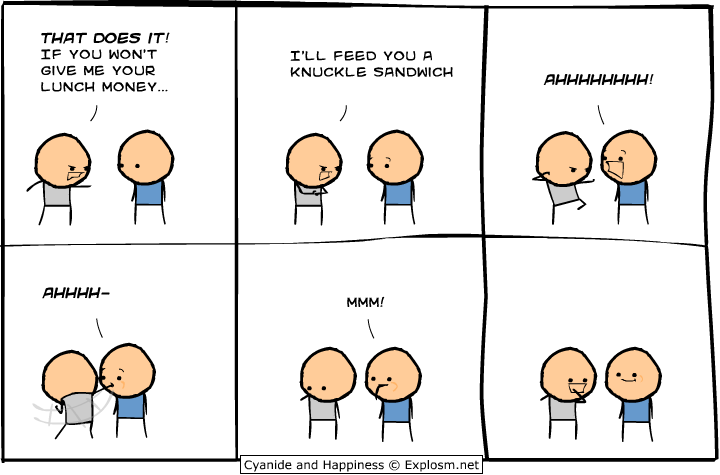 THAT DOES IT!
IF YOU WON'T
GIVE ME YOUR
LUNCH MONEY...
I'LL FEED YOU A
KNUCKLE SANDWICH
AHHHHHHHH!
AHHHH-
MMM!
Cyanide and Happiness © Explosm.net